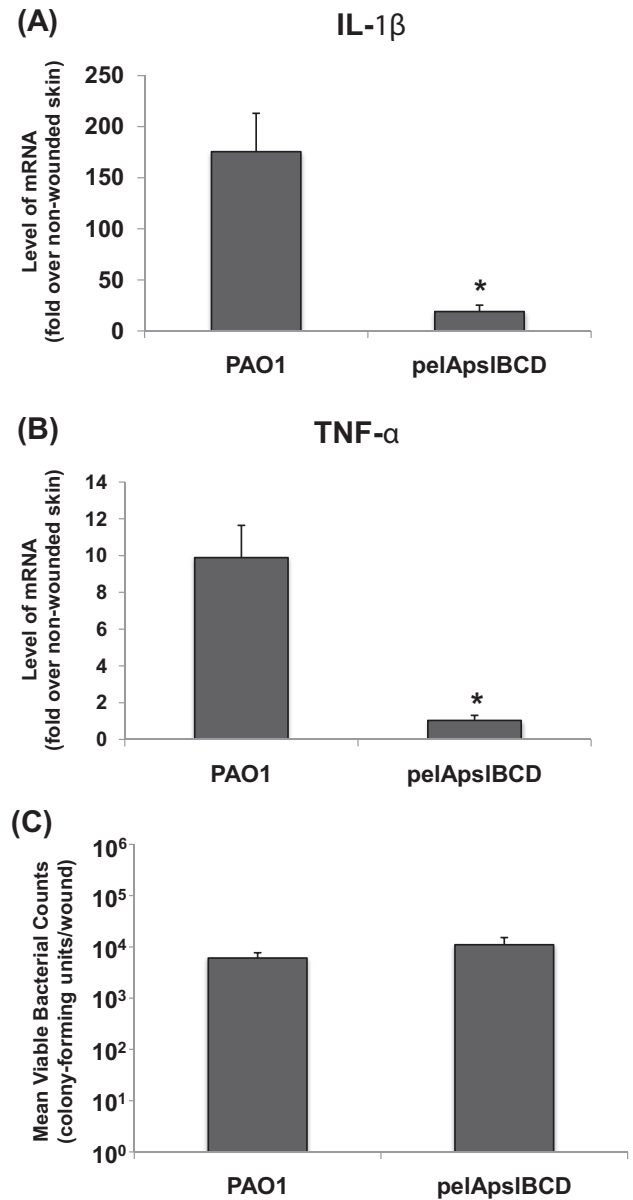 (A)
IL-1β
Level of mRNA
(fold over non-wounded skin)
250
200
150
100
50
0
*
PAO1
pelApslBCD
(B)
TNF-α
Level of mRNA
(fold over non-wounded skin)
14
12
10
8
6
4
2
0
*
PAO1
pelApslBCD
(C)
Mean Viable Bacterial Counts
(colony-forming units/wound)
10⁶
10⁵
10⁴
10³
10²
10¹
10⁰
PAO1
pelApslBCD